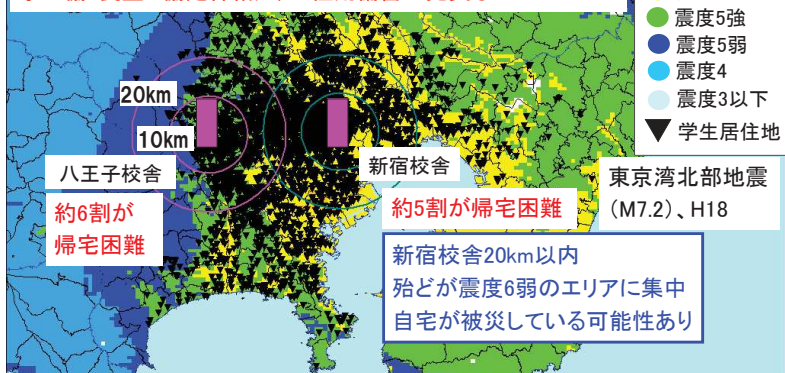 震度5強
震度5弱
震度4
震度3以下
学生居住地
20km
10km
八王子校舎
新宿校舎
約6割が
帰宅困難
約5割が帰宅困難
東京湾北部地震
(M7.2)、H18
新宿校舎20km以内
殆どが震度6弱のエリアに集中
自宅が被災している可能性あり